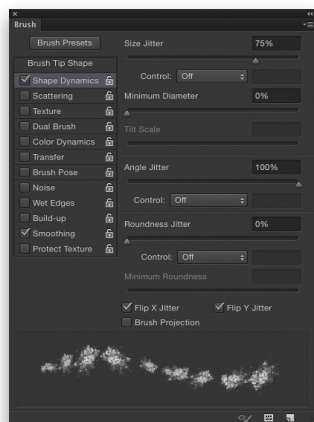 Brush
Brush Presets
Size Jitter 75%
Brush Tip Shape
Shape Dynamics
Control: Off
Scattering
Minimum Diameter 0%
Texture
Dual Brush
Tilt Scale
Color Dynamics
Transfer
Angle Jitter 100%
Brush Pose
Noise
Control: Off
Wet Edges
Build-up
Roundness Jitter 0%
Smoothing
Protect Texture
Control: Off
Minimum Roundness
Flip X Jitter Flip Y Jitter
Brush Projection